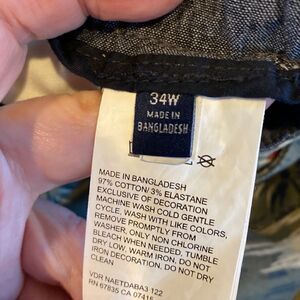 34W
MADE IN
BANGLADESH
MADE IN BANGLADESH
97% COTTON/ 3% ELASTANE
EXCLUSIVE OF DECORATION
MACHINE WASH COLD GENTLE
CYCLE, WASH WITH LIKE COLORS,
REMOVE PROMPTLY FROM
WASHER, ONLY NON CHLORINE
BLEACH WHEN NEEDED, TUMBLE
DRY LOW, WARM IRON, DO NOT
IRON DECORATION, DO NOT DRY
CLEAN
VDR NAETDABA3 122
RN 67835 CA 07416